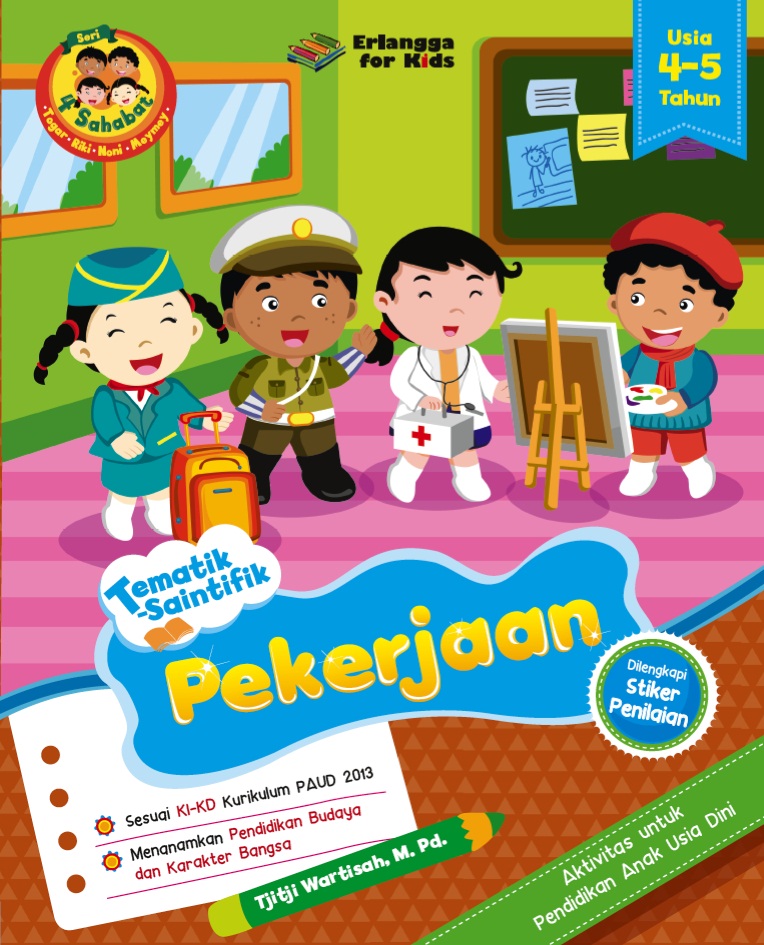 Seri
4 Sahabat
• Togar • Riki • Noni • Meymey •
Erlangga
for Kids
Usia
4-5
Tahun
Tematik
-Saintifik
Pekerjaan
Dilengkapi
Stiker
Penilaian
Sesuai KI-KD Kurikulum PAUD 2013
Menanamkan Pendidikan Budaya
dan Karakter Bangsa
Tjitji Wartisah, M. Pd.
Aktivitas untuk
Pendidikan Anak Usia Dini